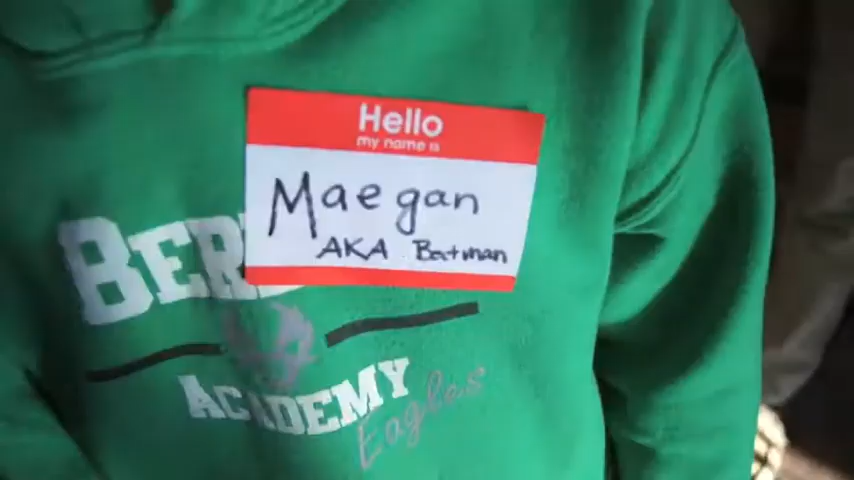 Hello
my name is
Maegan
AKA Batman
ACADEMY
Eagles